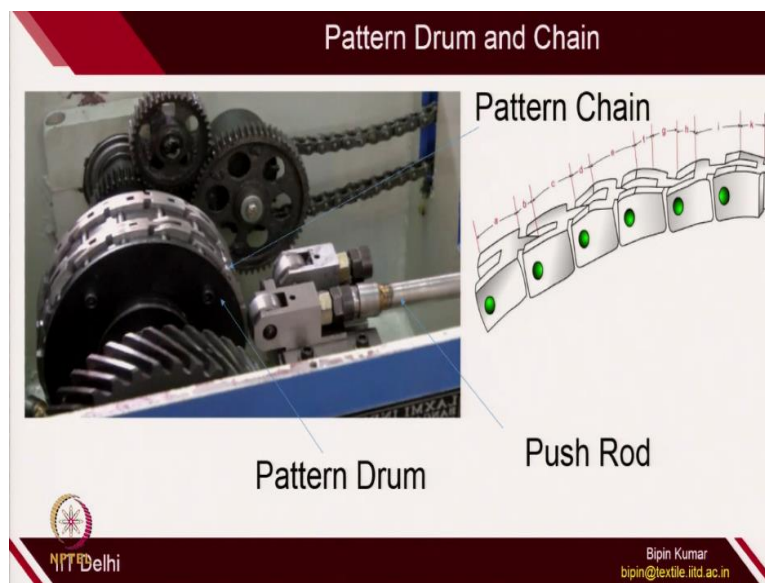 Pattern Drum and Chain
Pattern Chain
a b c d e f g h i k
Push Rod
Pattern Drum
NPTEL
IIT Delhi
Bipin Kumar
bipin@textile.iitd.ac.in